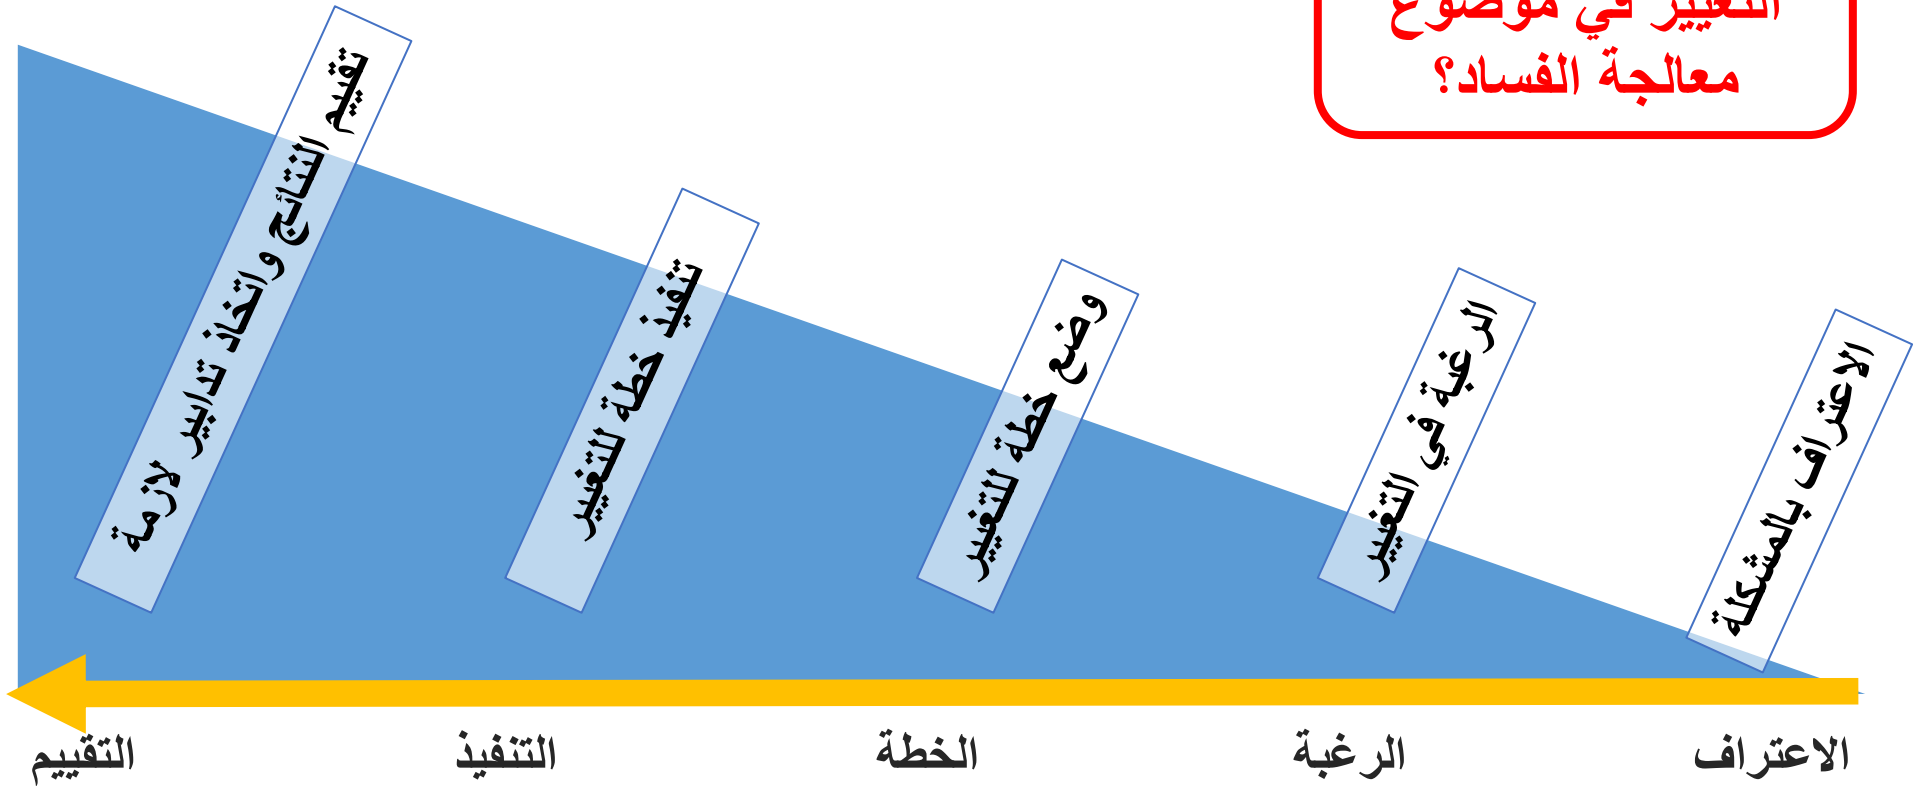 التغيير في موضوع
معالجة الفساد؟
الاعتراف بالمشكلة
الرغبة في التغيير
وضع خطة للتغيير
تنفيذ خطة للتغيير
تقييم النتائج واتخاذ تدابير لازمة
الاعتراف
الرغبة
الخطة
التنفيذ
التقييم